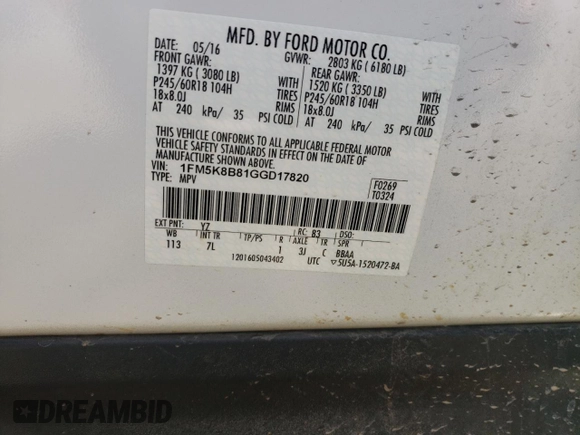 MFD. BY FORD MOTOR CO.
05/16
GVWR: 2803 KG ( 6180 LB)
FRONT GAWR:
1397 KG ( 3080 LB)
P245/60R18 104H TIRES
18x8.0J RIMS
AT 240 kPa/ 35 PSI COLD
REAR GAWR:
1520 KG ( 3350 LB)
WITH
P245/60R18 104H TIRES
18x8.0J RIMS
AT 240 kPa/ 35 PSI COLD
THIS VEHICLE CONFORMS TO ALL APPLICABLE FEDERAL MOTOR
VEHICLE SAFETY STANDARDS IN EFFECT ON THE DATE OF
MANUFACTURE SHOWN ABOVE.
VIN: 1FM5K8B81GGD17820
TYPE: MPV
F0269
T0324
EXT PNT: YZ RC: 83 DSO:
WB INT TR TP/PS R AXLE TR SPR
113 7L 1 3J C BBAA
1201605043402 UTC ▽5U5A-1520472-BA
DREAMBID